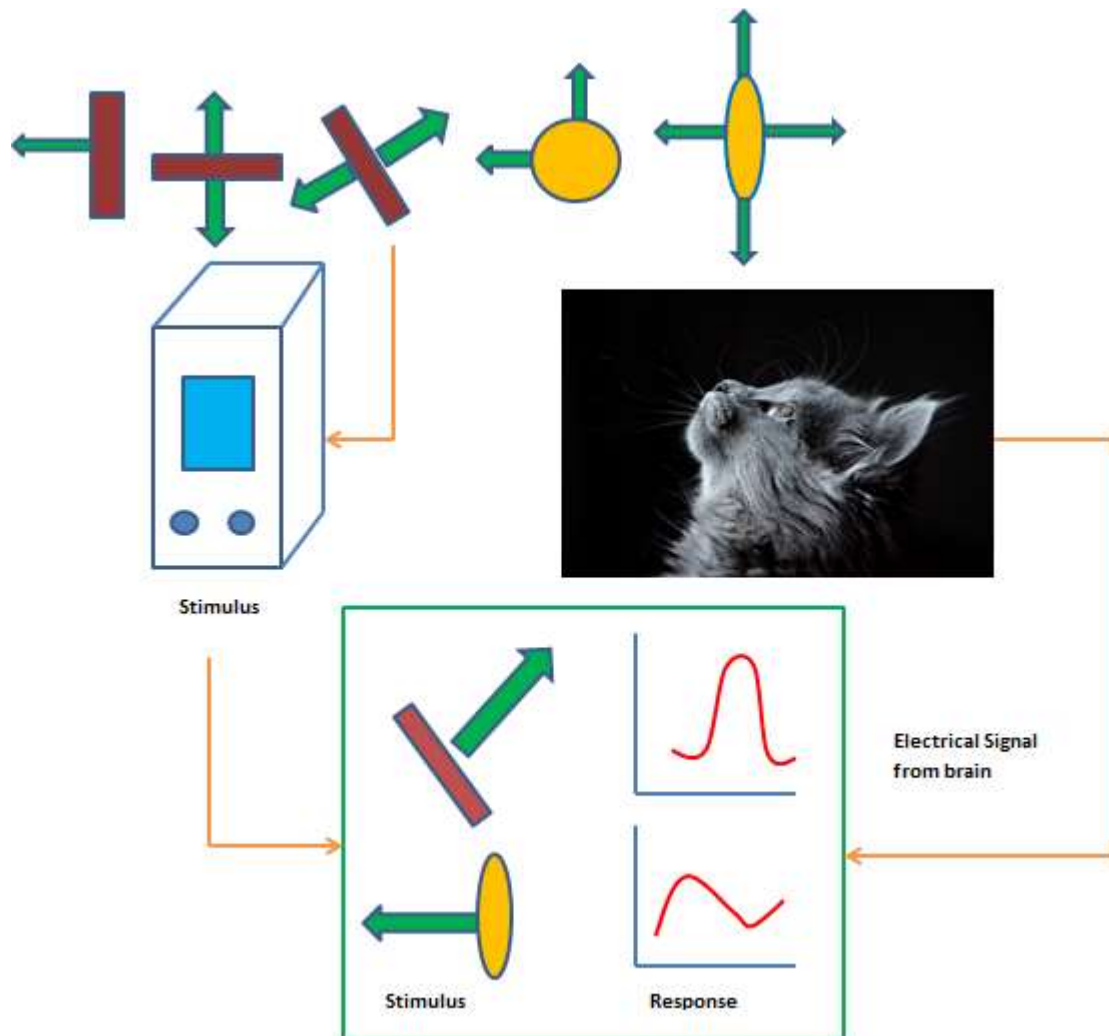 Stimulus
Electrical Signal
from brain
Stimulus
Response